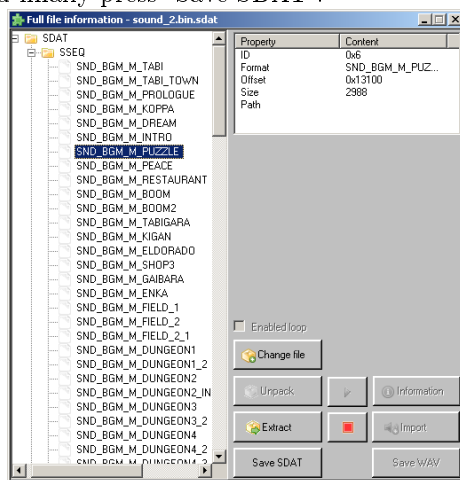 press "Save SDAT".
Full file information - sound_2.bin.sdat
SDAT
SSEQ
SND_BGM_M_TABI
SND_BGM_M_TABI_TOWN
SND_BGM_M_PROLOGUE
SND_BGM_M_KOPPA
SND_BGM_M_DREAM
SND_BGM_M_INTRO
SND_BGM_M_PUZZLE
SND_BGM_M_PEACE
SND_BGM_M_RESTAURANT
SND_BGM_M_BOOM
SND_BGM_M_BOOM2
SND_BGM_M_TABIGARA
SND_BGM_M_KIGAN
SND_BGM_M_ELDORADO
SND_BGM_M_SHOP3
SND_BGM_M_GAIBARA
SND_BGM_M_ENKA
SND_BGM_M_FIELD_1
SND_BGM_M_FIELD_2
SND_BGM_M_FIELD_2_1
SND_BGM_M_DUNGEON1
SND_BGM_M_DUNGEON1_2
SND_BGM_M_DUNGEON2
SND_BGM_M_DUNGEON2_IN
SND_BGM_M_DUNGEON3
SND_BGM_M_DUNGEON3_2
SND_BGM_M_DUNGEON4
SND_BGM_M_DUNGEON4_2
Property Content
ID 0x6
Format SND_BGM_M_PUZ...
Offset 0x13100
Size 2988
Path
Enabled loop
Change file
Unpack Information
Extract Import
Save SDAT Save WAV